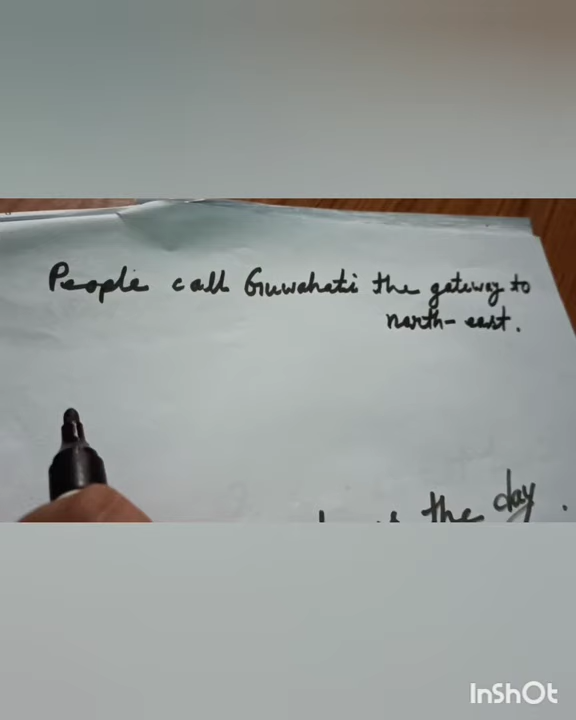 People call Guwahati the gateway to
north-east.
the day.
InShOt